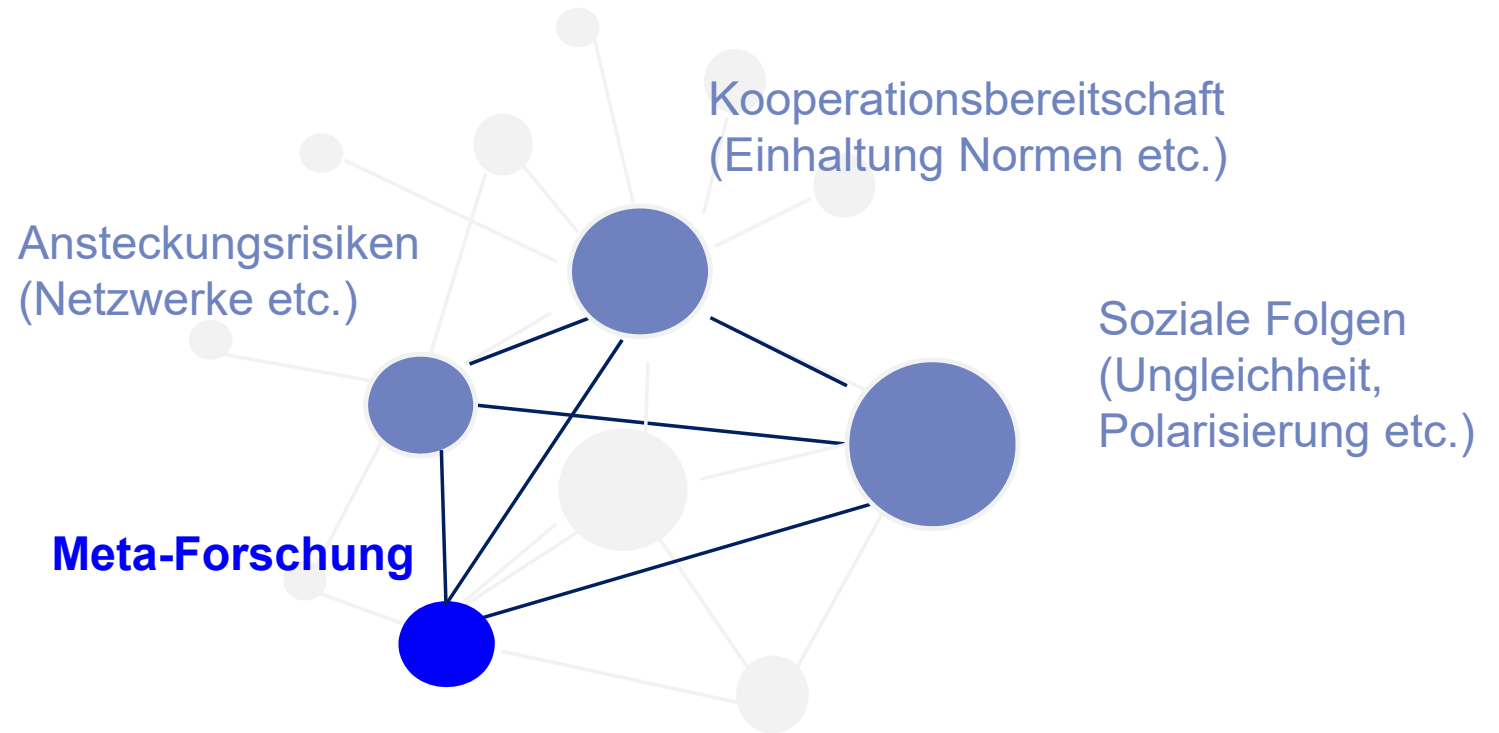 Kooperationsbereitschaft
(Einhaltung Normen etc.)
Ansteckungsrisiken
(Netzwerke etc.)
Soziale Folgen
(Ungleichheit,
Polarisierung etc.)
Meta-Forschung